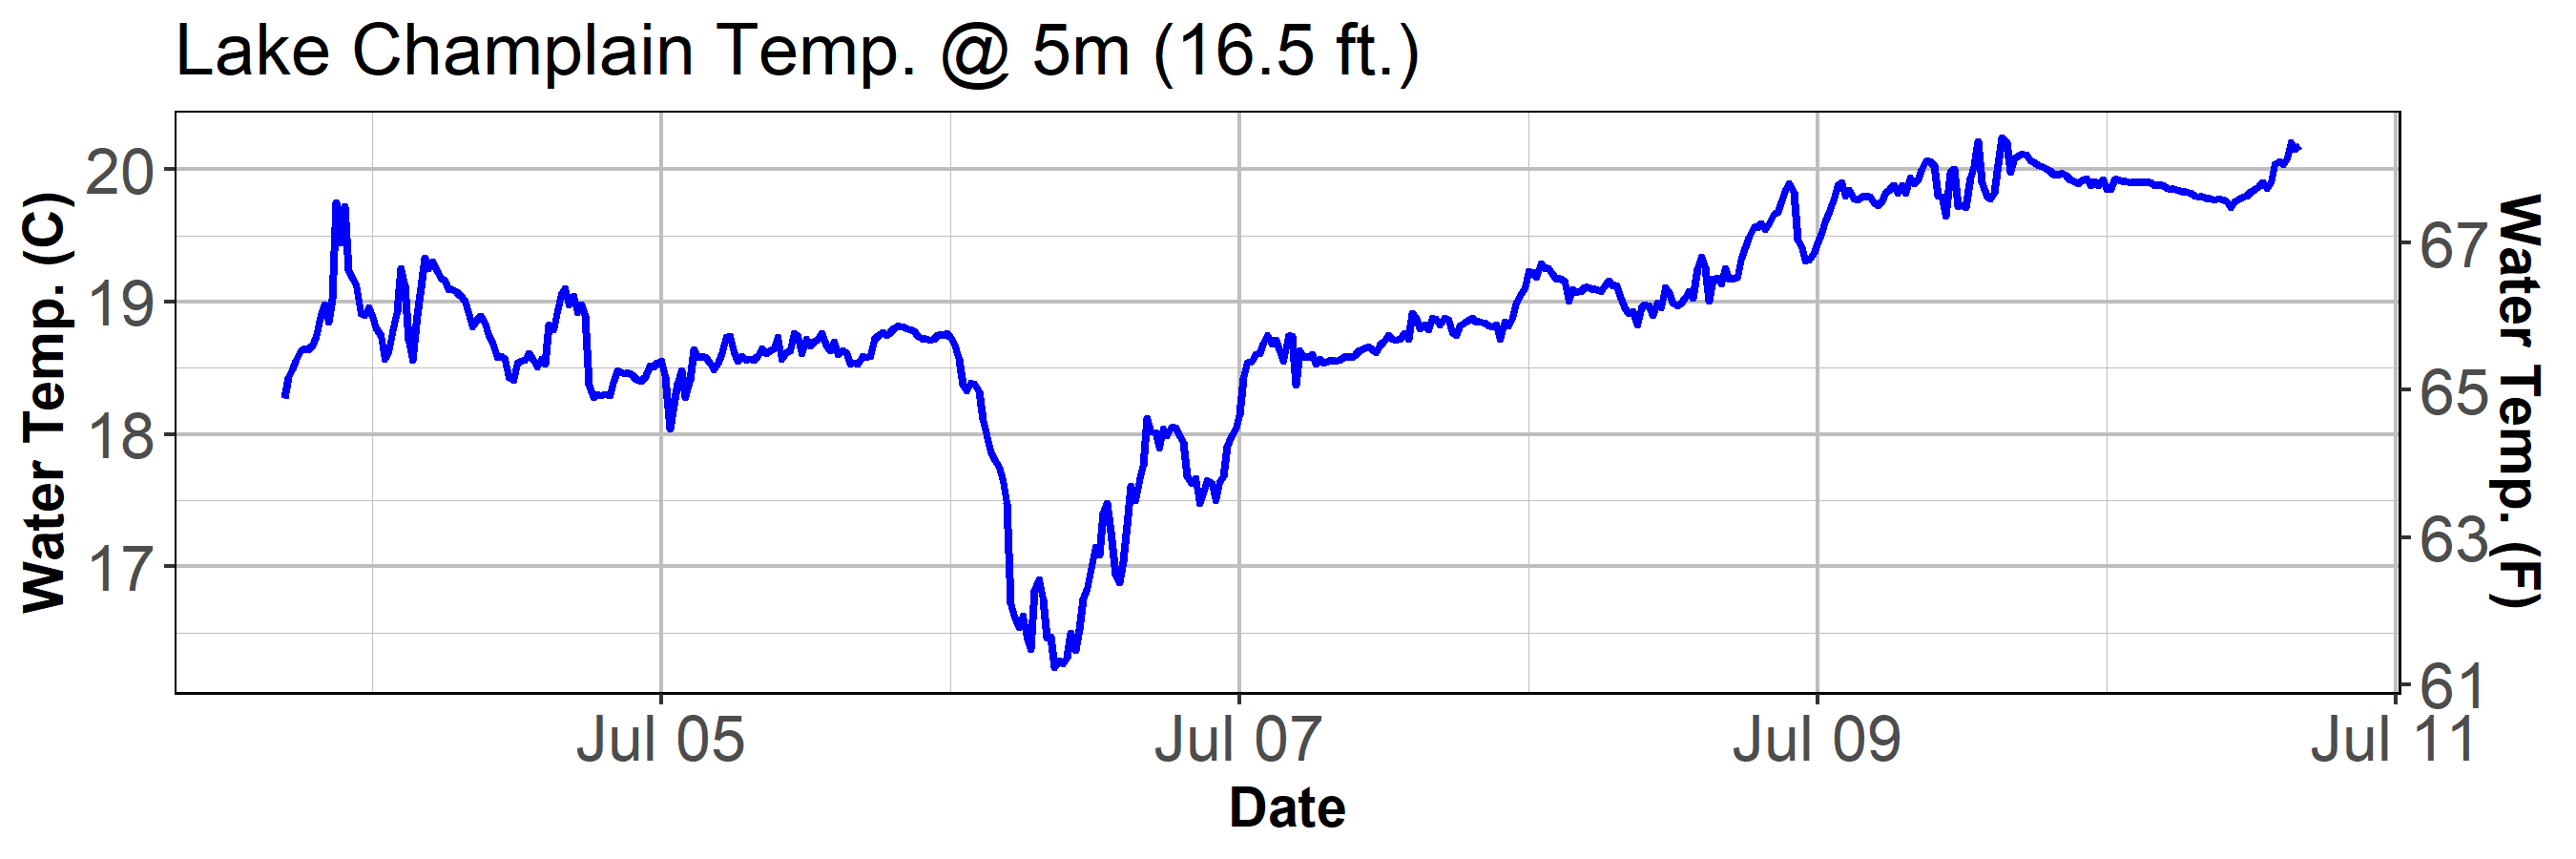 Lake Champlain Temp. @ 5m (16.5 ft.)
Water Temp. (C)
20
19
18
17
67
65
63
61
Water Temp. (F)
Jul 05 Jul 07 Jul 09 Jul 11
Date